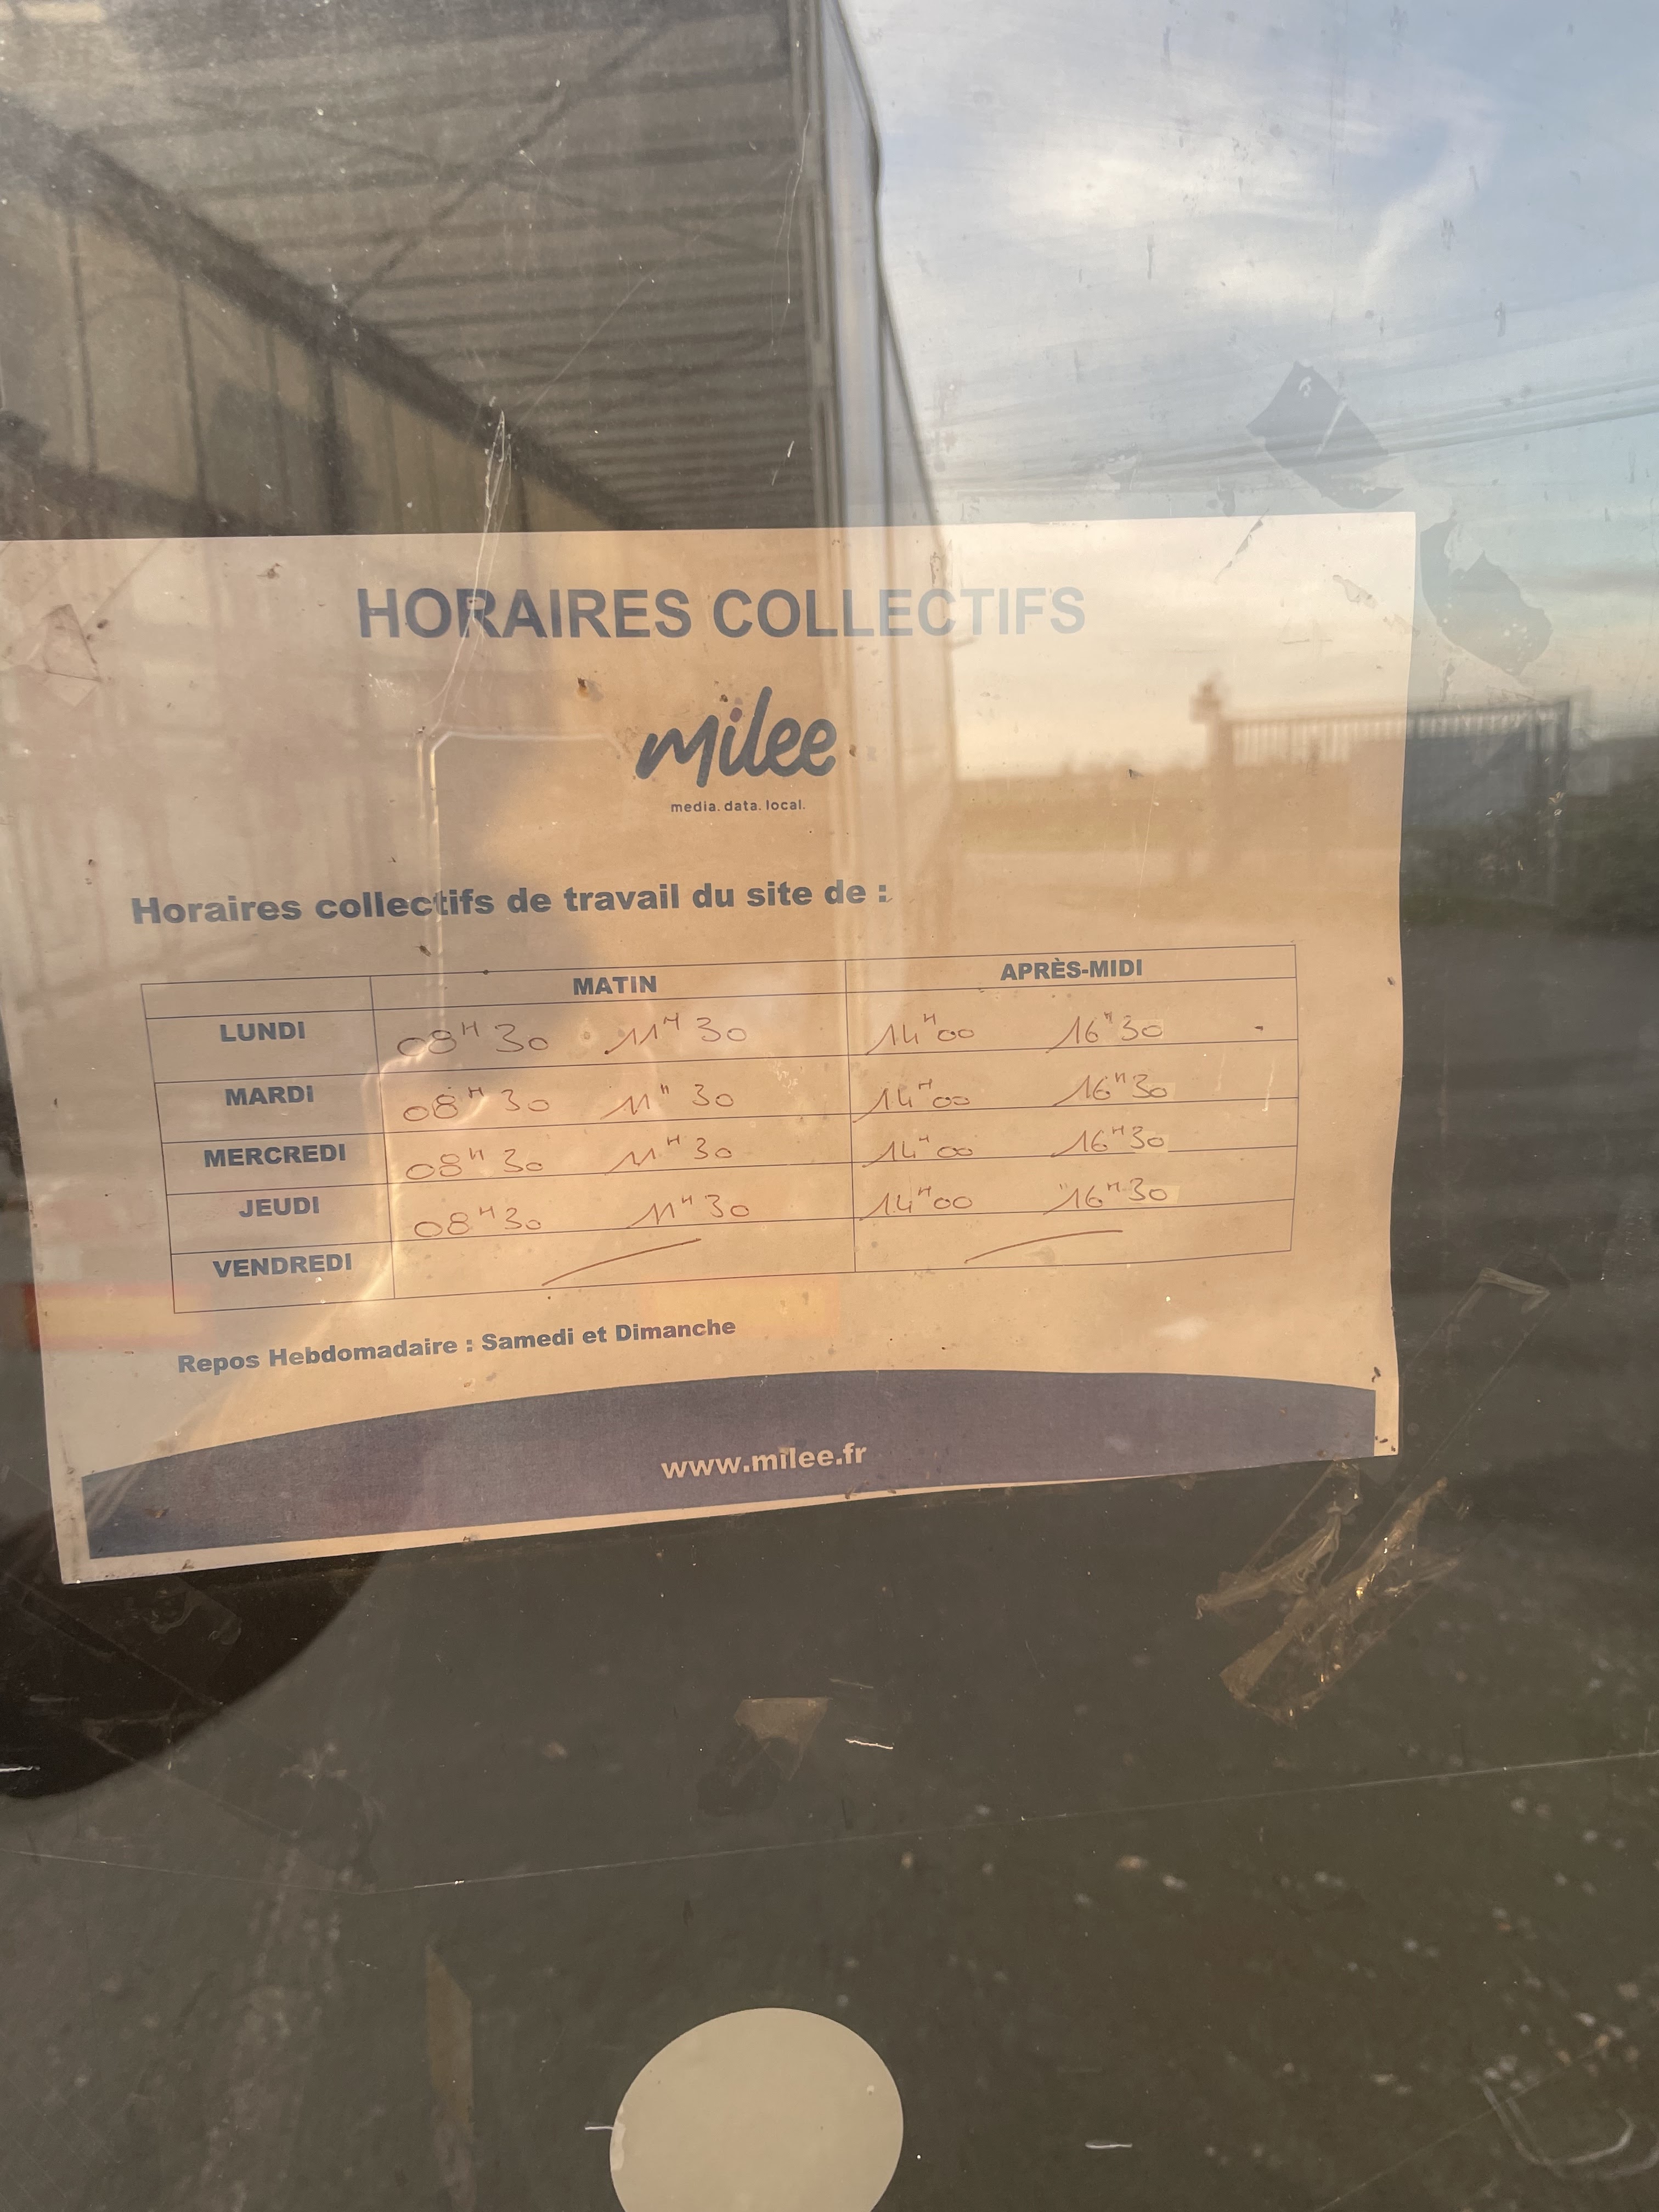 HORAIRES COLLECTIFS
milee
media. data. local.
Horaires collectifs de travail du site de :
MATIN APRÈS-MIDI
LUNDI 08H30 11H30 14H00 16H30
MARDI 08H30 11H30 14H00 16H30
MERCREDI 08H30 11H30 14H00 16H30
JEUDI 08H30 11H30 14H00 16H30
VENDREDI
Repos Hebdomadaire : Samedi et Dimanche
www.milee.fr